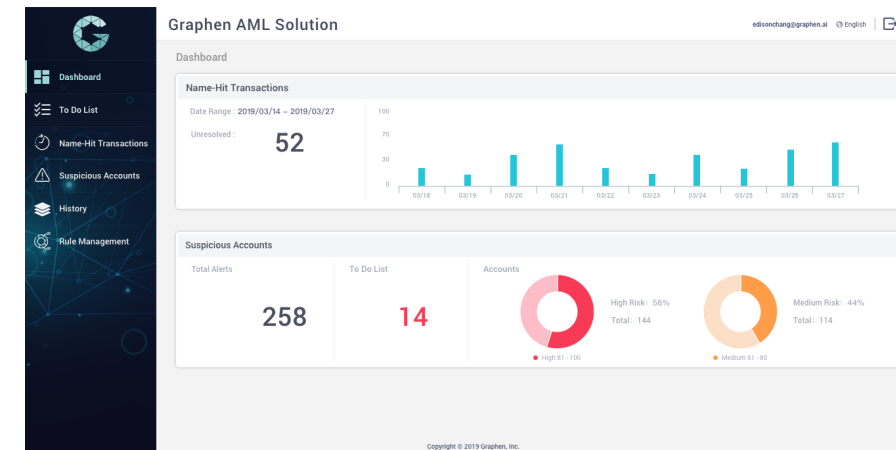 Graphen AML Solution
edisonchang@graphen.ai English
Dashboard
Dashboard
To Do List
Name-Hit Transactions
Suspicious Accounts
History
Rule Management
Name-Hit Transactions
Date Range : 2019/03/14 – 2019/03/27
Unresolved :
52
100
70
30
0
03/18 03/19 03/20 03/21 03/22 03/23 03/24 03/25 03/26 03/27
Suspicious Accounts
Total Alerts
258
To Do List
14
Accounts
High Risk: 56%
Total: 144
High 81 - 100
Medium Risk: 44%
Total: 114
Medium 61 - 80
Copyright © 2019 Graphen, Inc.